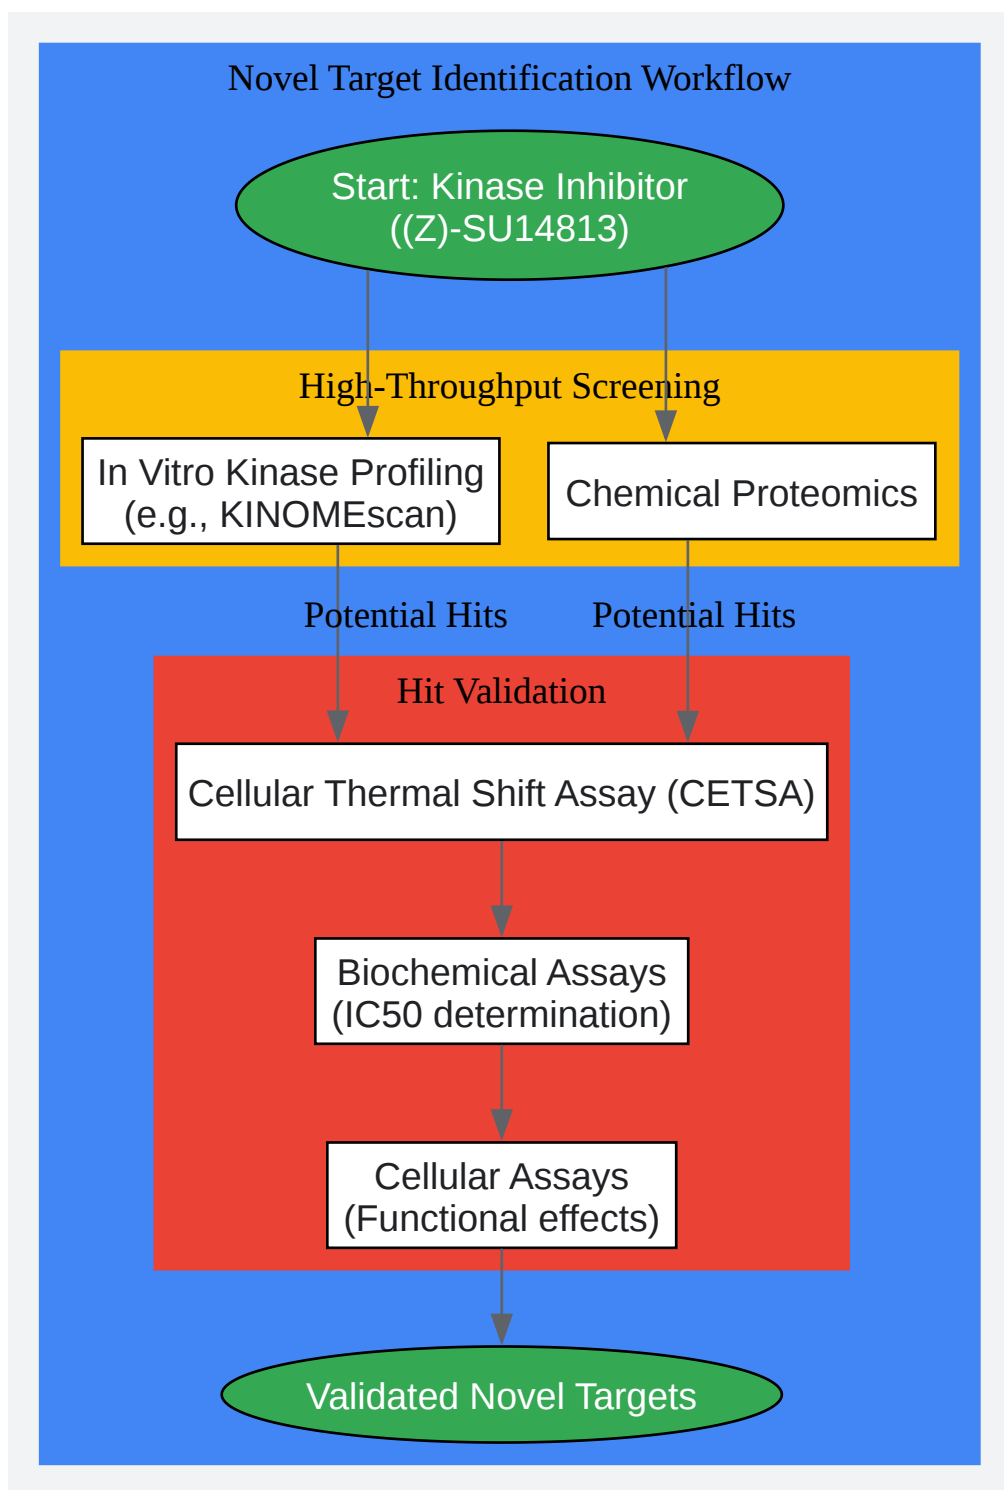 Novel Target Identification Workflow
Start: Kinase Inhibitor
((Z)-SU14813)
High-Throughput Screening
In Vitro Kinase Profiling
(e.g., KINOMEscan)
Chemical Proteomics
Potential Hits
Potential Hits
Hit Validation
Cellular Thermal Shift Assay (CETSA)
Biochemical Assays
(IC50 determination)
Cellular Assays
(Functional effects)
Validated Novel Targets